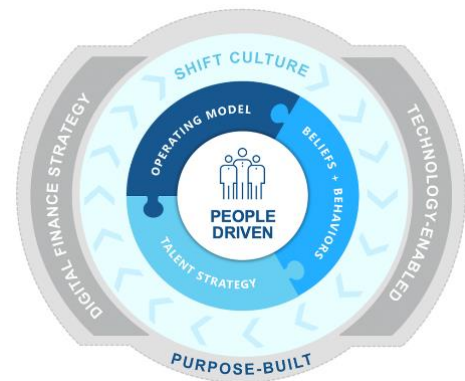 SHIFT CULTURE
DIGITAL FINANCE STRATEGY
TECHNOLOGY-ENABLED
OPERATING MODEL
BELIEFS + BEHAVIORS
TALENT STRATEGY
PEOPLE
DRIVEN
PURPOSE-BUILT